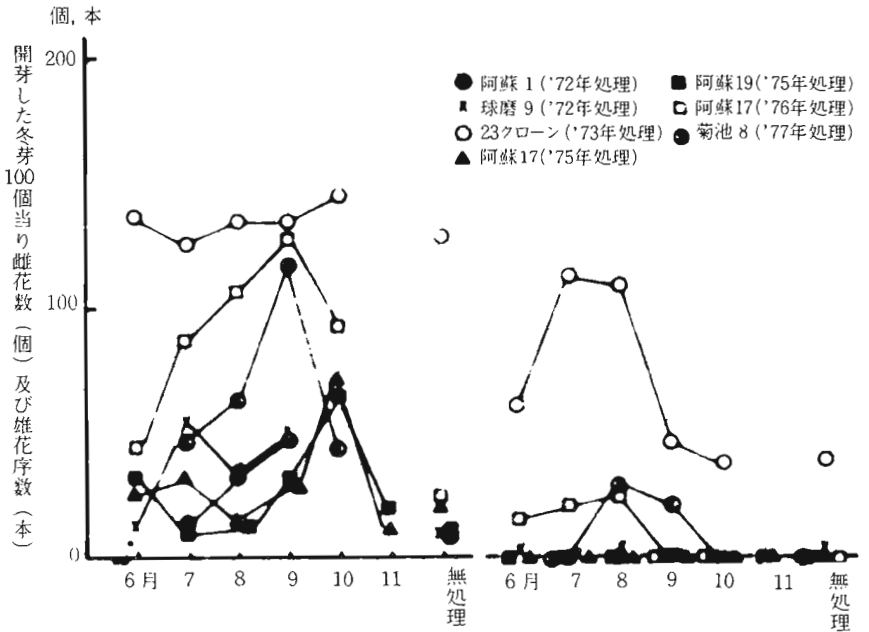 個,本
開芽した冬芽100個当り雌花数（個）及び雄花序数（本）
200
100
0
● 阿蘇 1 ('72年処理)
球磨 9 ('72年処理)
○ 23クローン('73年処理)
▲ 阿蘇17('75年処理)
■ 阿蘇19('75年処理)
阿蘇17('76年処理)
菊池 8 ('77年処理)
6月 7 8 9 10 11 無処理
6月 7 8 9 10 11 無処理